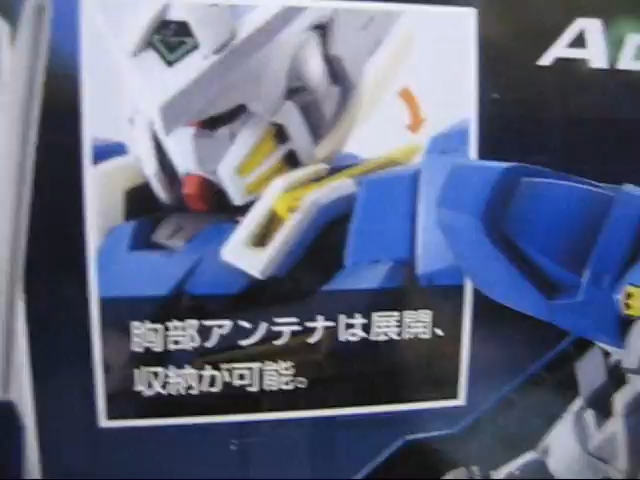 胸部アンテナは展開、
収納が可能。